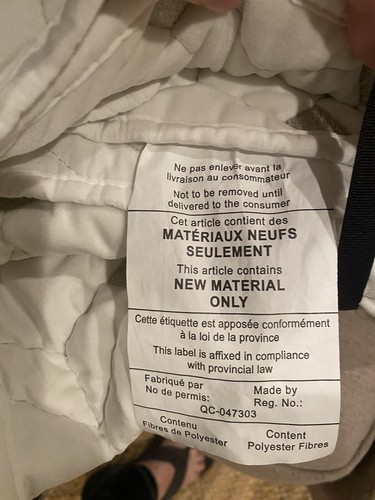 Ne pas enlever avant la
livraison au consommateur
Not to be removed until
delivered to the consumer
Cet article contient des
MATÉRIAUX NEUFS
SEULEMENT
This article contains
NEW MATERIAL
ONLY
Cette étiquette est apposée conformément
à la loi de la province
This label is affixed in compliance
with provincial law
Fabriqué par
No de permis:
Made by
Reg. No.:
QC-047303
Contenu
Fibres de Polyester
Content
Polyester Fibres